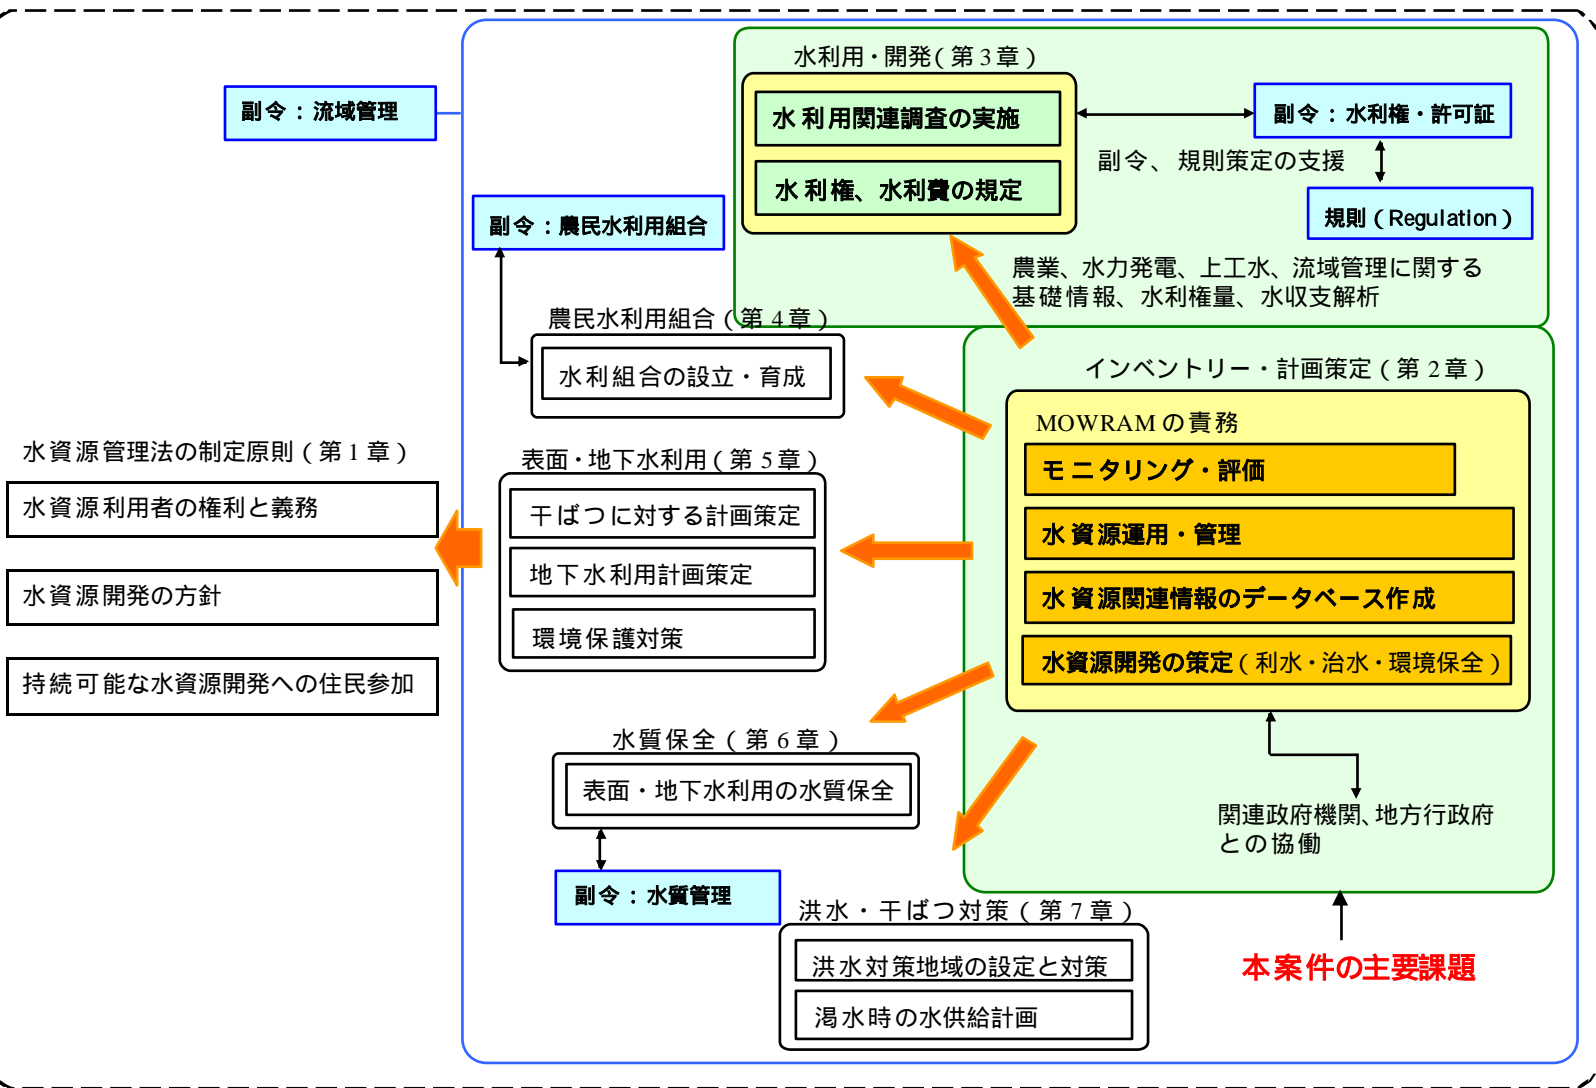 水利用・開発（第3章）
副令：流域管理
水利用関連調査の実施
副令：水利権・許可証
副令、規則策定の支援
水利権、水利費の規定
副令：農民水利用組合
規則（Regulation）
農業、水力発電、上工水、流域管理に関する
基礎情報、水利権量、水収支解析
農民水利用組合（第4章）
水利組合の設立・育成
インベントリー・計画策定（第2章）
MOWRAMの責務
モニタリング・評価
水資源運用・管理
水資源関連情報のデータベース作成
水資源開発の策定（利水・治水・環境保全）
水資源管理法の制定原則（第1章）
水資源利用者の権利と義務
水資源開発の方針
持続可能な水資源開発への住民参加
表面・地下水利用（第5章）
干ばつに対する計画策定
地下水利用計画策定
環境保護対策
水質保全（第6章）
表面・地下水利用の水質保全
副令：水質管理
関連政府機関、地方行政府
との協働
洪水・干ばつ対策（第7章）
洪水対策地域の設定と対策
渇水時の水供給計画
本案件の主要課題